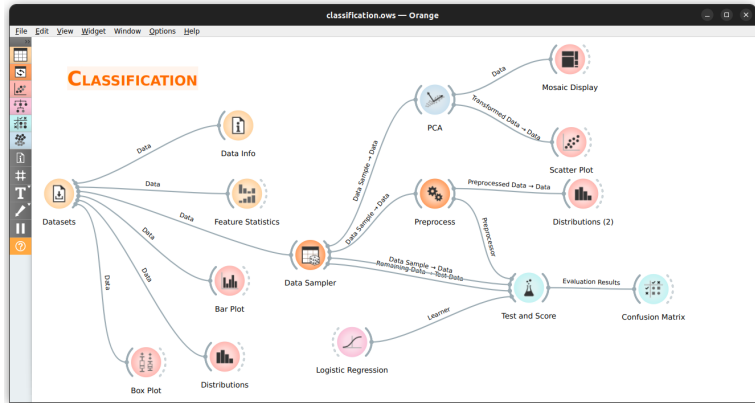 classification.ows — Orange
File Edit View Widget Window Options Help
CLASSIFICATION
Data
Mosaic Display
PCA
Transformed Data → Data
Scatter Plot
Data
Data Info
Data Sample → Data
Data
Feature Statistics
Datasets
Data
Data Sample → Data
Preprocess
Preprocessed Data → Data
Distributions (2)
Preprocessor
Data
Data Sampler
Data Sample → Data
Remaining Data → Test Data
Data
Data
Bar Plot
Test and Score
Evaluation Results
Confusion Matrix
Learner
Logistic Regression
Box Plot
Distributions